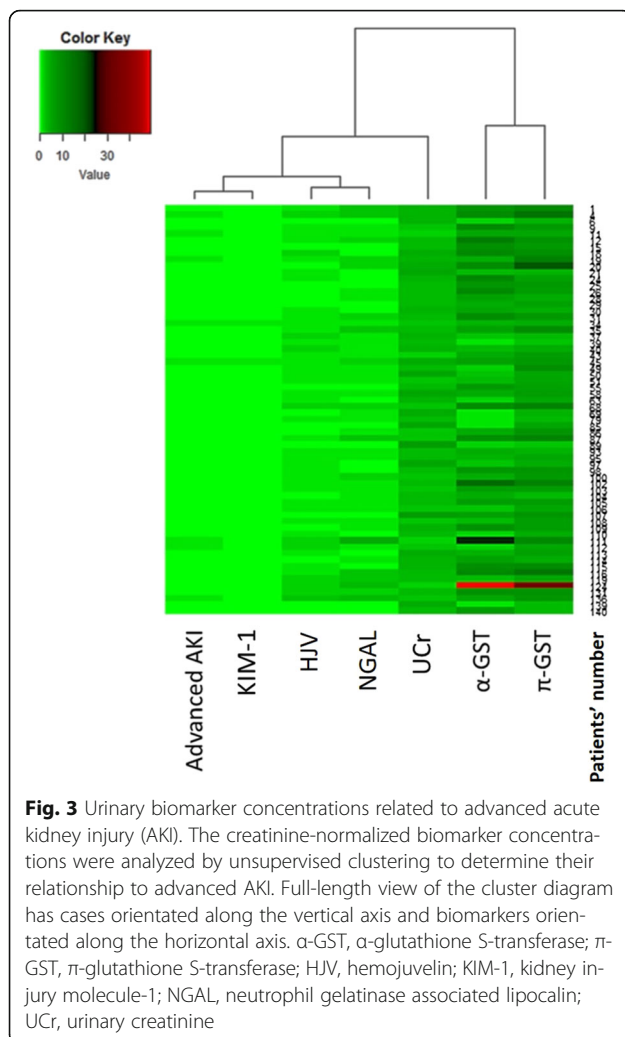 Color Key
0 10 30
Value
Advanced AKI
KIM-1
HJV
NGAL
UCr
α-GST
π-GST
Patients' number
Fig. 3 Urinary biomarker concentrations related to advanced acute
kidney injury (AKI). The creatinine-normalized biomarker concentra-
tions were analyzed by unsupervised clustering to determine their
relationship to advanced AKI. Full-length view of the cluster diagram
has cases orientated along the vertical axis and biomarkers orien-
tated along the horizontal axis. α-GST, α-glutathione S-transferase; π-
GST, π-glutathione S-transferase; HJV, hemojuvelin; KIM-1, kidney in-
jury molecule-1; NGAL, neutrophil gelatinase associated lipocalin;
UCr, urinary creatinine